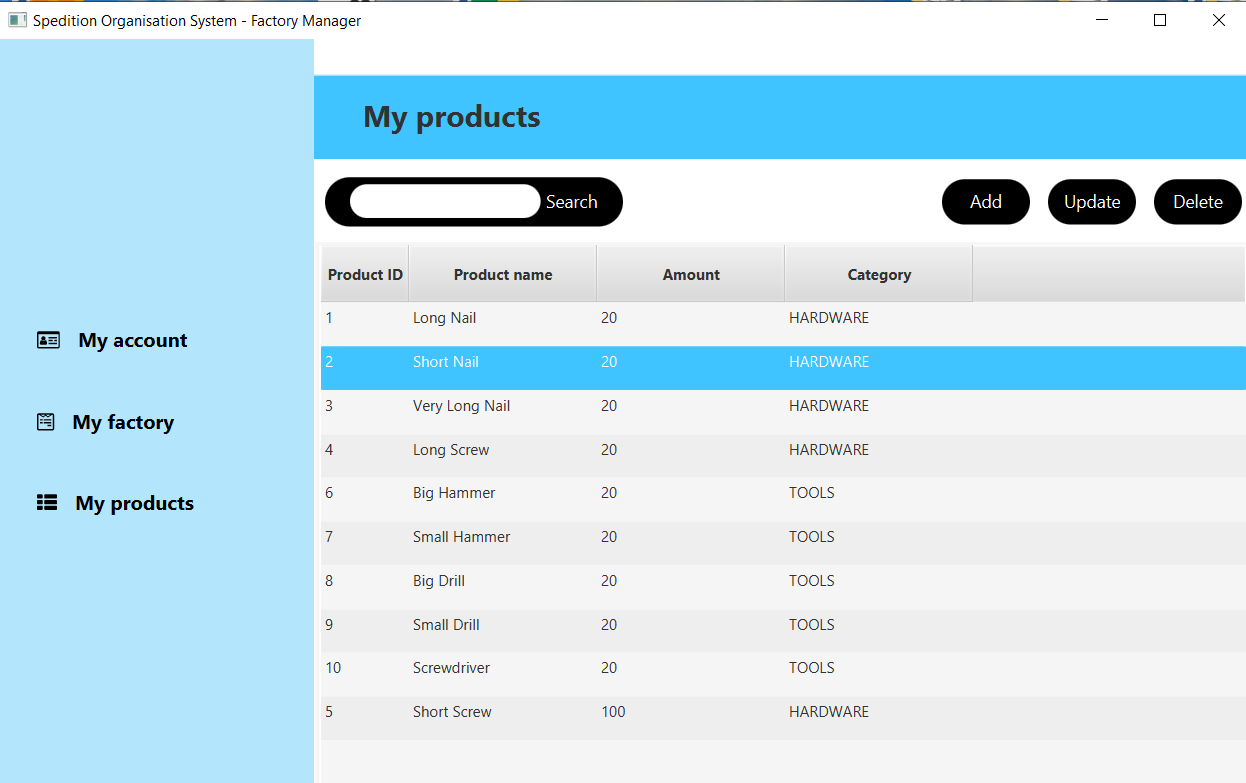 Spedition Organisation System - Factory Manager
My products
Search Add Update Delete
Product ID Product name Amount Category
1 Long Nail 20 HARDWARE
2 Short Nail 20 HARDWARE
3 Very Long Nail 20 HARDWARE
4 Long Screw 20 HARDWARE
6 Big Hammer 20 TOOLS
7 Small Hammer 20 TOOLS
8 Big Drill 20 TOOLS
9 Small Drill 20 TOOLS
10 Screwdriver 20 TOOLS
5 Short Screw 100 HARDWARE
My account
My factory
My products